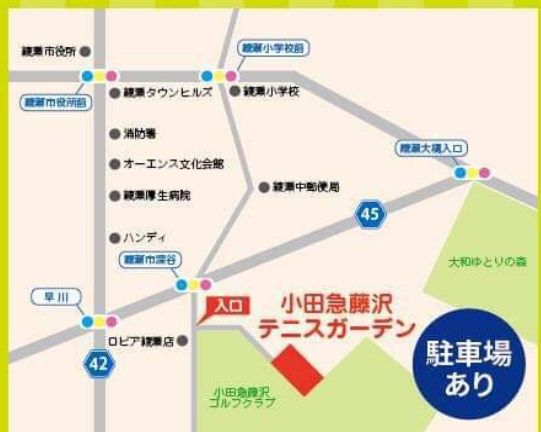 綾瀬市役所
綾瀬小学校前
綾瀬市役所前
綾瀬タウンヒルズ
綾瀬小学校
消防署
オーエンス文化会館
綾瀬大橋入口
綾瀬厚生病院
綾瀬中郵便局
45
ハンディ
綾瀬市深谷
大和ゆとりの森
早川
入口
小田急藤沢
テニスガーデン
ロピア綾瀬店
42
駐車場
あり
小田急藤沢
ゴルフクラブ